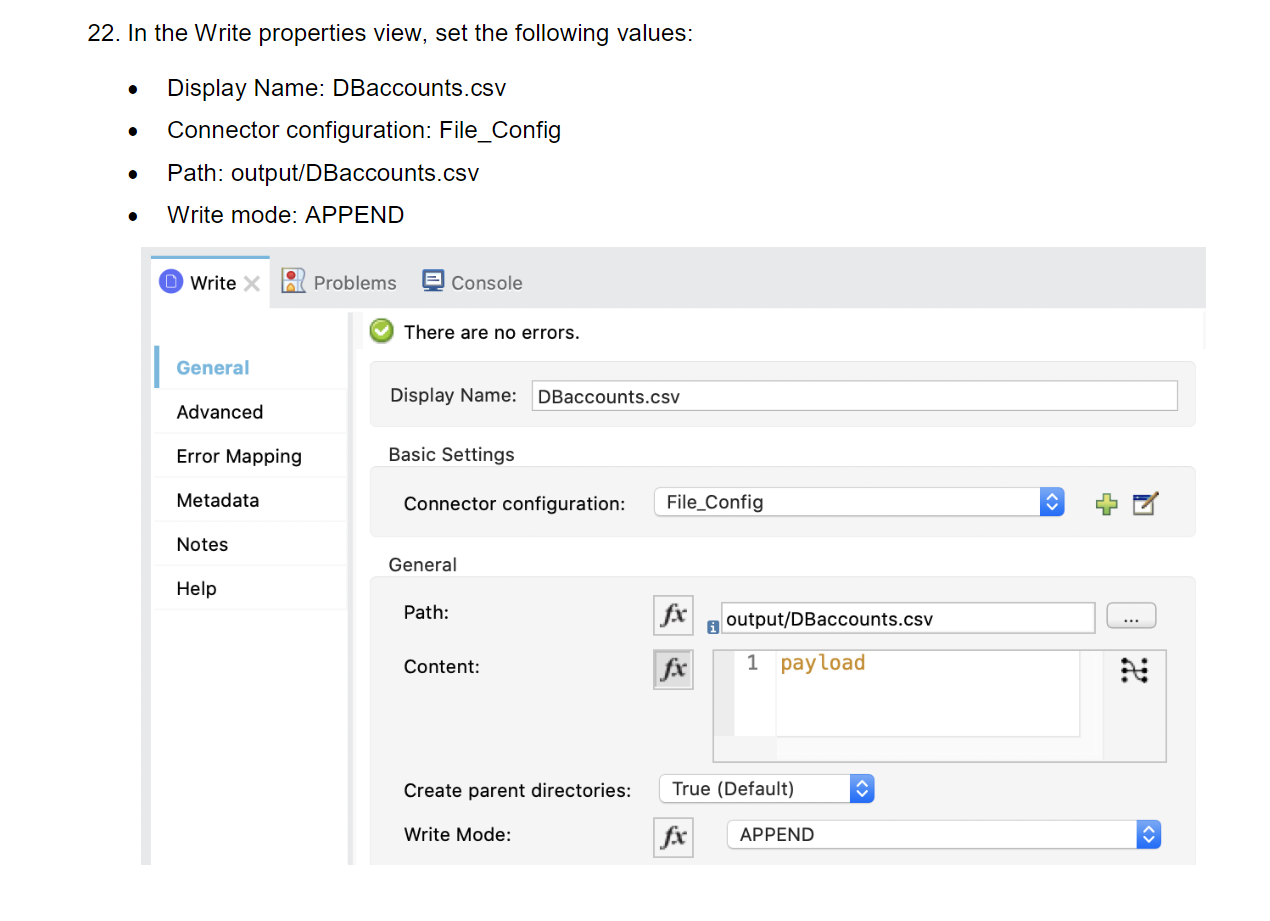 22. In the Write properties view, set the following values:
• Display Name: DBaccounts.csv
• Connector configuration: File_Config
• Path: output/DBaccounts.csv
• Write mode: APPEND
Write Problems Console
There are no errors.
General
Advanced
Error Mapping
Metadata
Notes
Help
Display Name: DBaccounts.csv
Basic Settings
Connector configuration: File_Config
General
Path: fx i output/DBaccounts.csv ...
Content: fx 1 payload
Create parent directories: True (Default)
Write Mode: fx APPEND